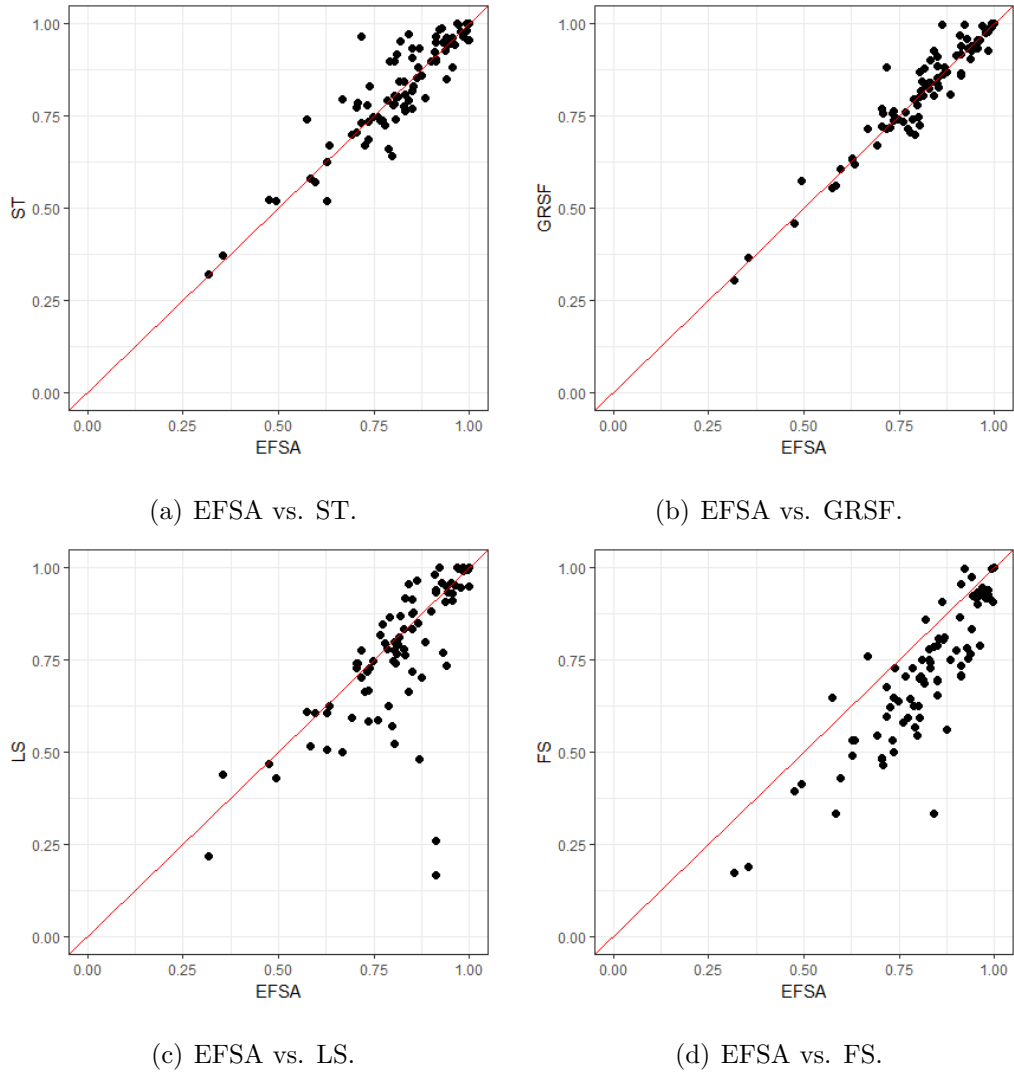 1.00
0.75
0.50
0.25
0.00
ST
0.00 0.25 0.50 0.75 1.00
EFSA
(a) EFSA vs. ST.
1.00
0.75
0.50
0.25
0.00
GRSF
0.00 0.25 0.50 0.75 1.00
EFSA
(b) EFSA vs. GRSF.
1.00
0.75
0.50
0.25
0.00
LS
0.00 0.25 0.50 0.75 1.00
EFSA
(c) EFSA vs. LS.
1.00
0.75
0.50
0.25
0.00
FS
0.00 0.25 0.50 0.75 1.00
EFSA
(d) EFSA vs. FS.